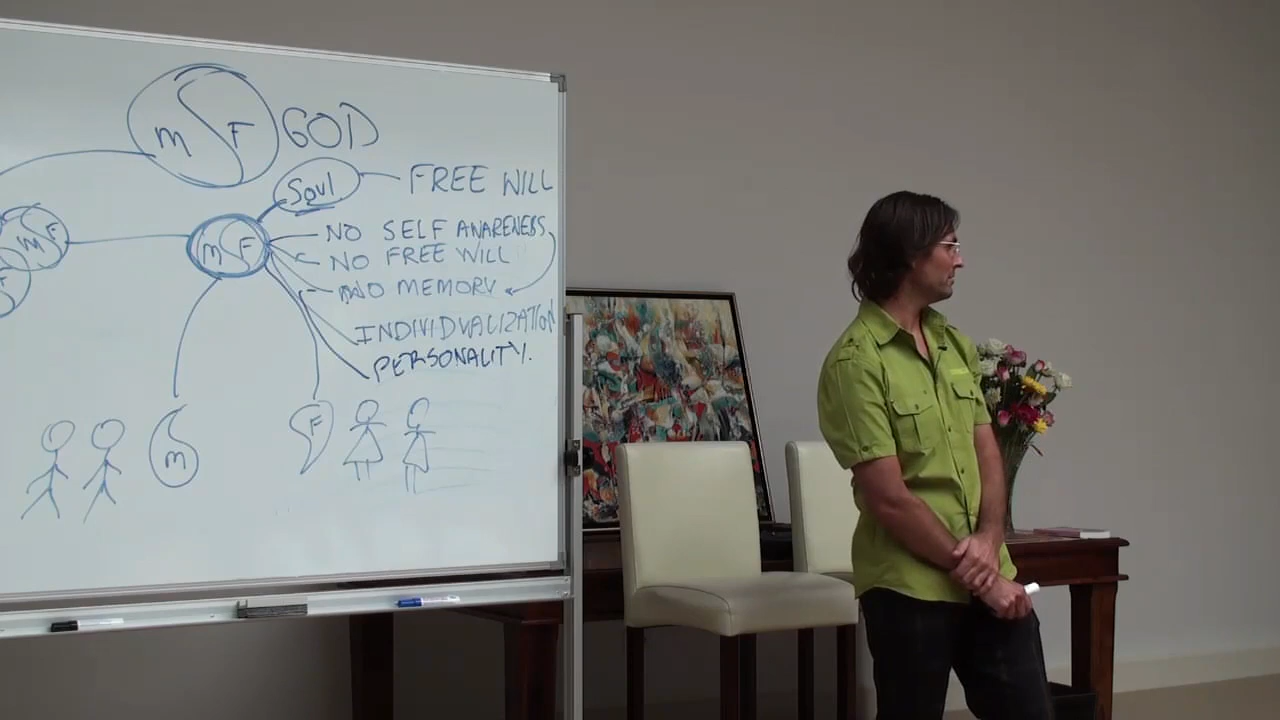 m F GOD
Soul FREE WILL
m F m F NO SELF AWARENESS
F NO FREE WILL
NO MEMORY
INDIVIDUALIZATION
PERSONALITY.
m F